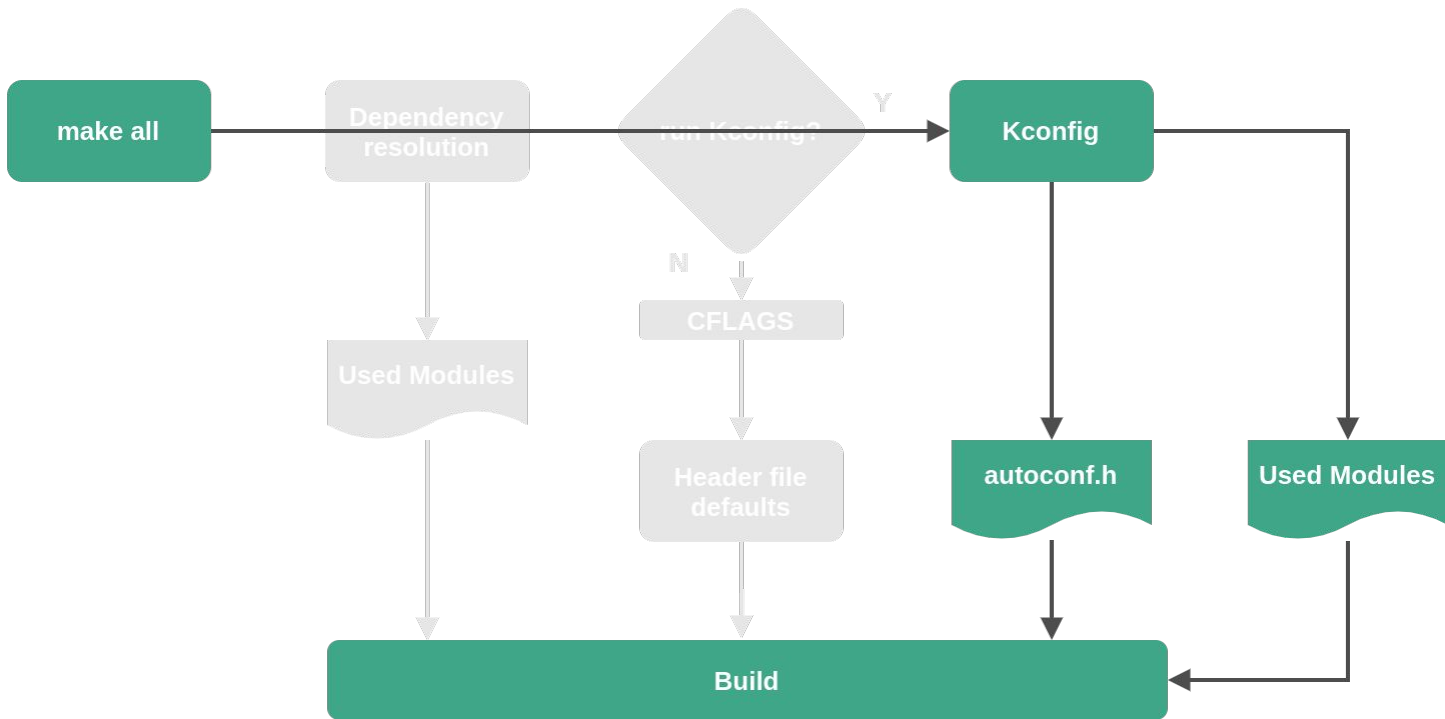 make all
Dependency
resolution
run Kconfig?
Y
Kconfig
N
CFLAGS
Used Modules
Header file
defaults
autoconf.h
Used Modules
Build